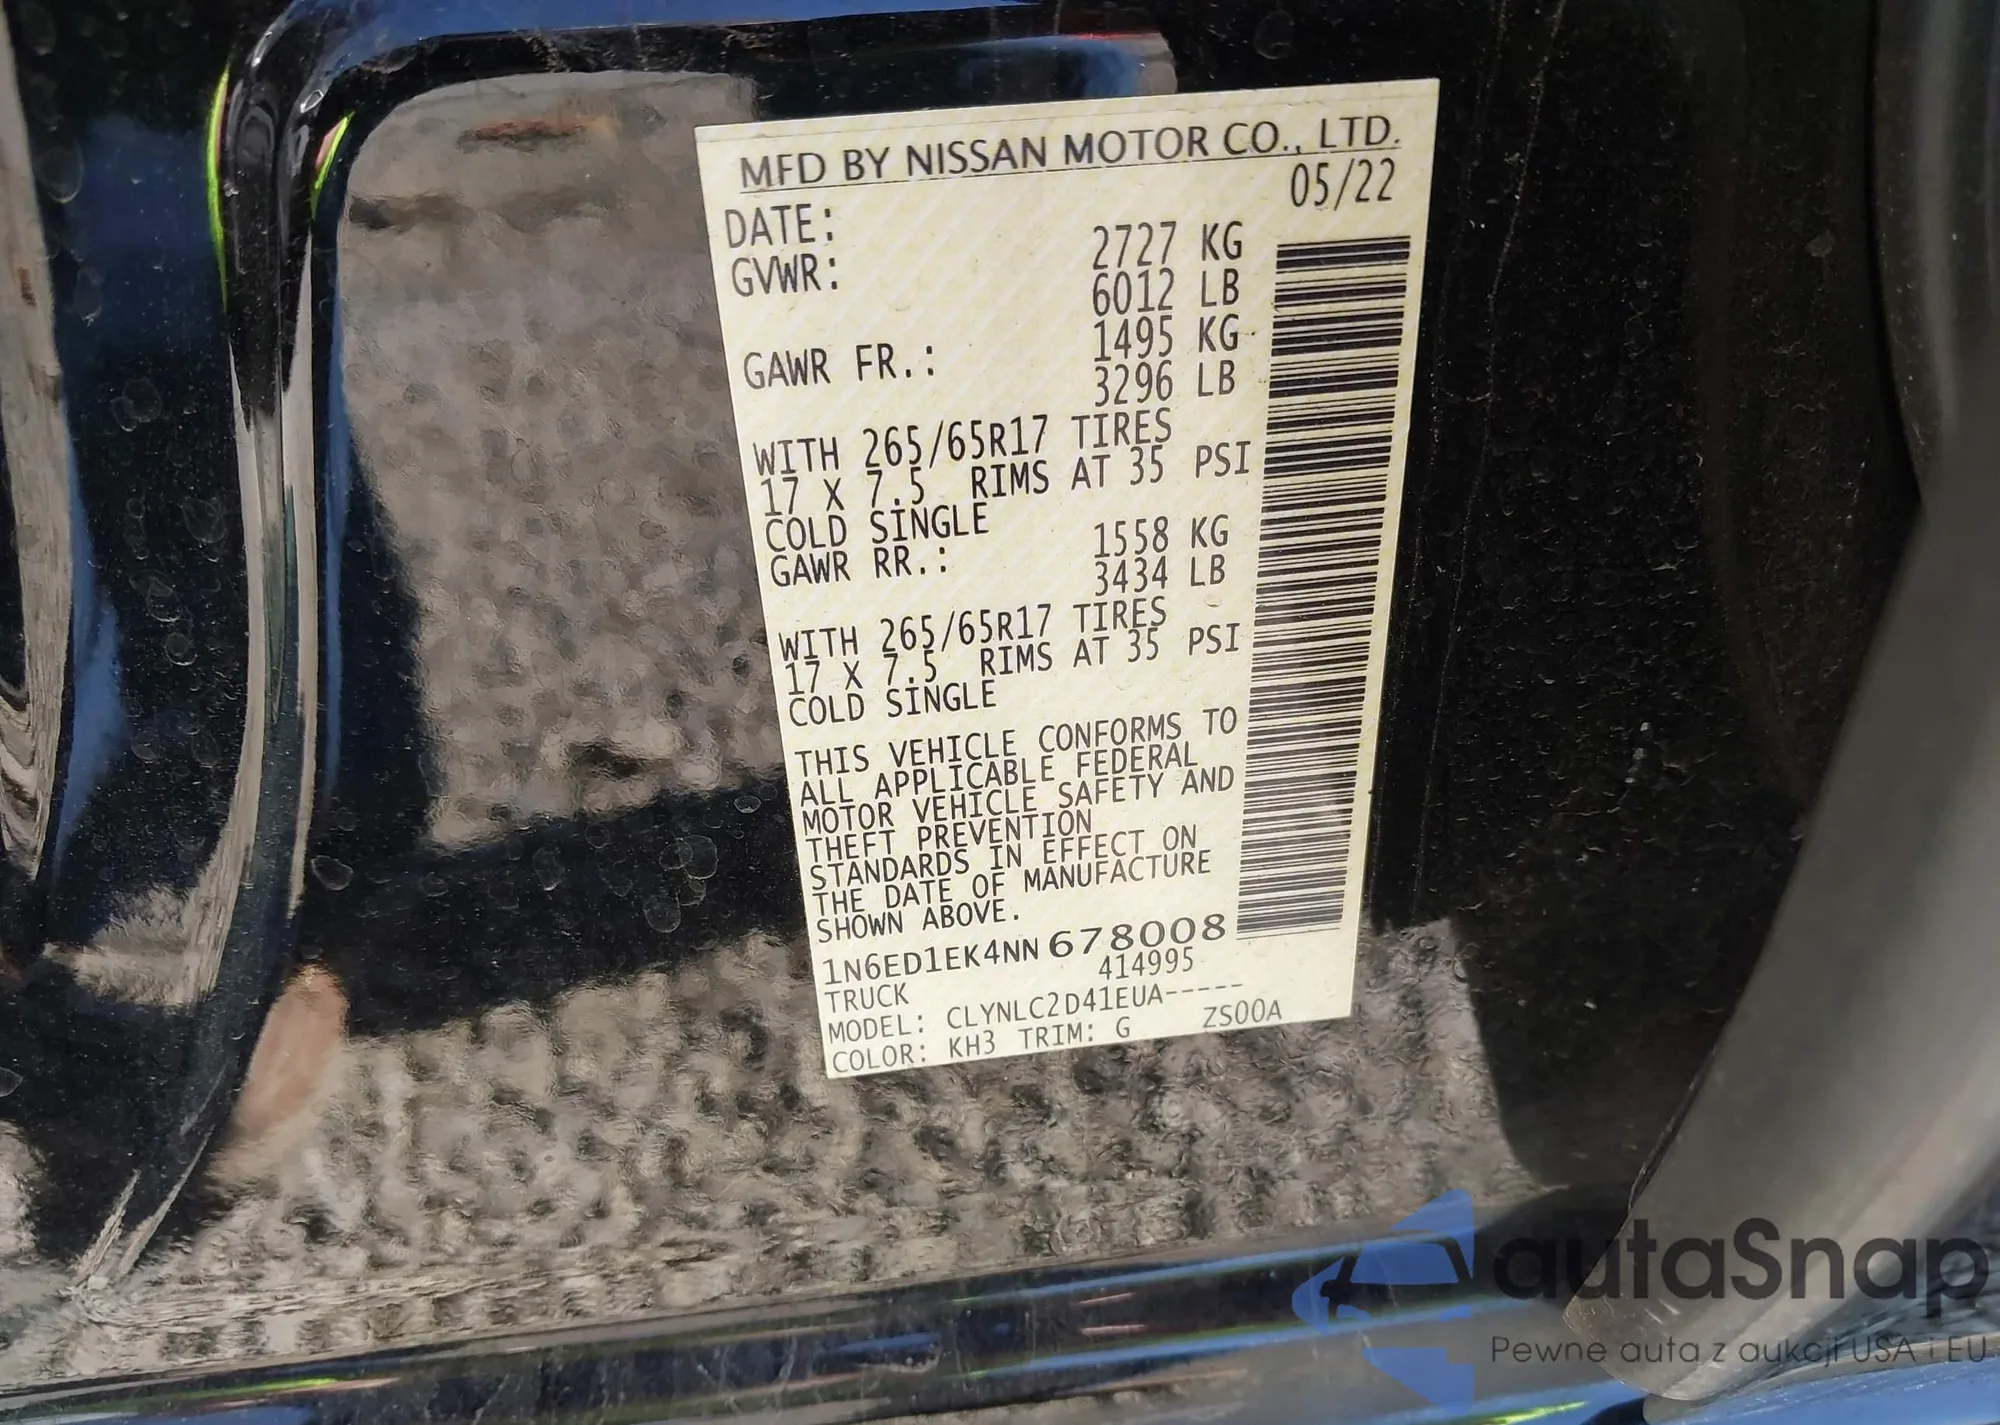 MFD BY NISSAN MOTOR CO., LTD.
DATE: 05/22
GVWR: 2727 KG
6012 LB
GAWR FR.: 1495 KG
3296 LB
WITH 265/65R17 TIRES
17 X 7.5 RIMS AT 35 PSI
COLD SINGLE
GAWR RR.: 1558 KG
3434 LB
WITH 265/65R17 TIRES
17 X 7.5 RIMS AT 35 PSI
COLD SINGLE
THIS VEHICLE CONFORMS TO
ALL APPLICABLE FEDERAL
MOTOR VEHICLE SAFETY AND
THEFT PREVENTION
STANDARDS IN EFFECT ON
THE DATE OF MANUFACTURE
SHOWN ABOVE.
1N6ED1EK4NN678008
TRUCK 414995
MODEL: CLYNLC2D41EUA-----
COLOR: KH3 TRIM: G ZS00A
autaSnap
Pewne auta z aukcji USA i EU